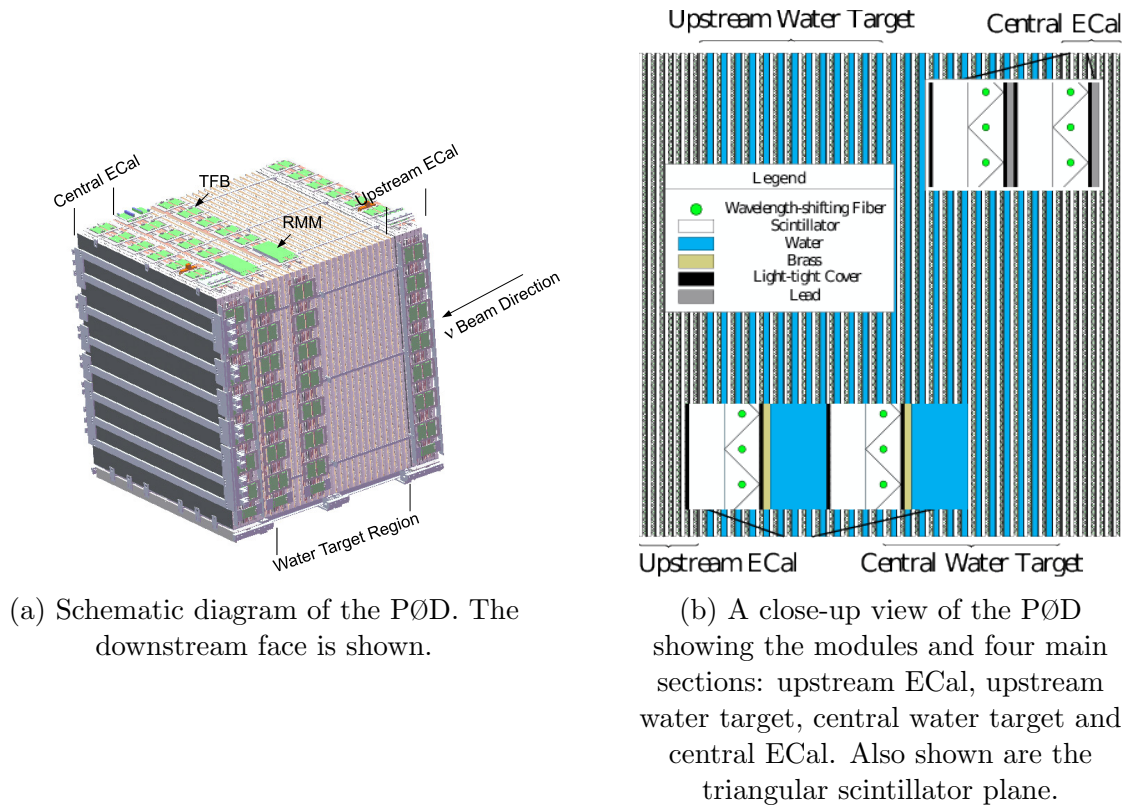 Central ECal
TFB
Upstream ECal
RMM
ν Beam Direction
Water Target Region
(a) Schematic diagram of the PØD. The
downstream face is shown.
Upstream Water Target
Central ECal
Legend
Wavelength-shifting Fiber
Scintillator
Water
Brass
Light-tight Cover
Lead
Upstream ECal
Central Water Target
(b) A close-up view of the PØD
showing the modules and four main
sections: upstream ECal, upstream
water target, central water target and
central ECal. Also shown are the
triangular scintillator plane.